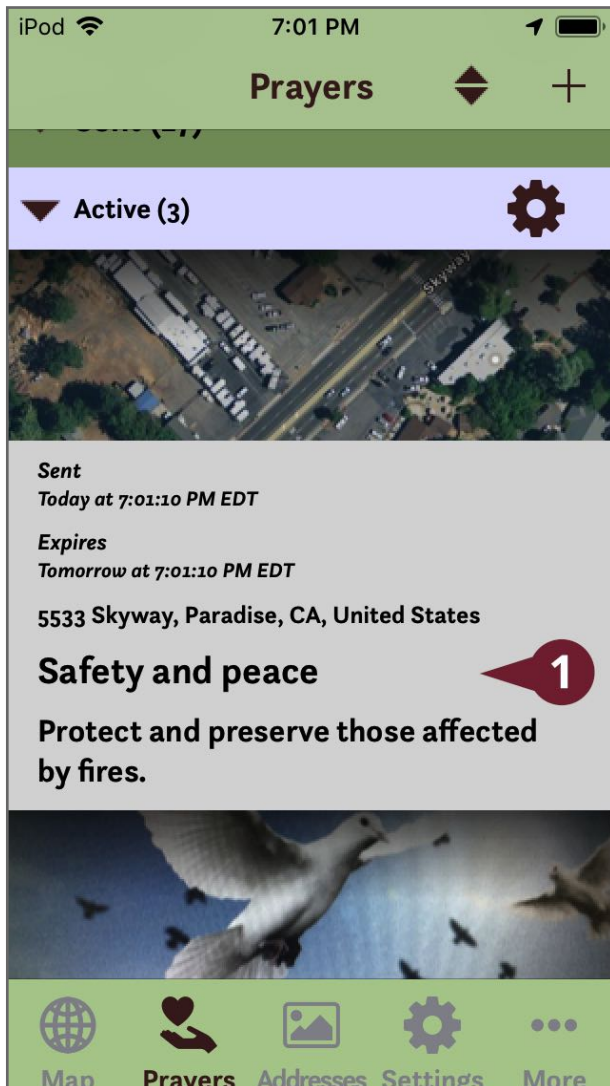 iPod 7:01 PM
Prayers
Active (3)
Skyway
Sent
Today at 7:01:10 PM EDT
Expires
Tomorrow at 7:01:10 PM EDT
5533 Skyway, Paradise, CA, United States
Safety and peace
1
Protect and preserve those affected
by fires.
Map Prayers Addresses Settings More